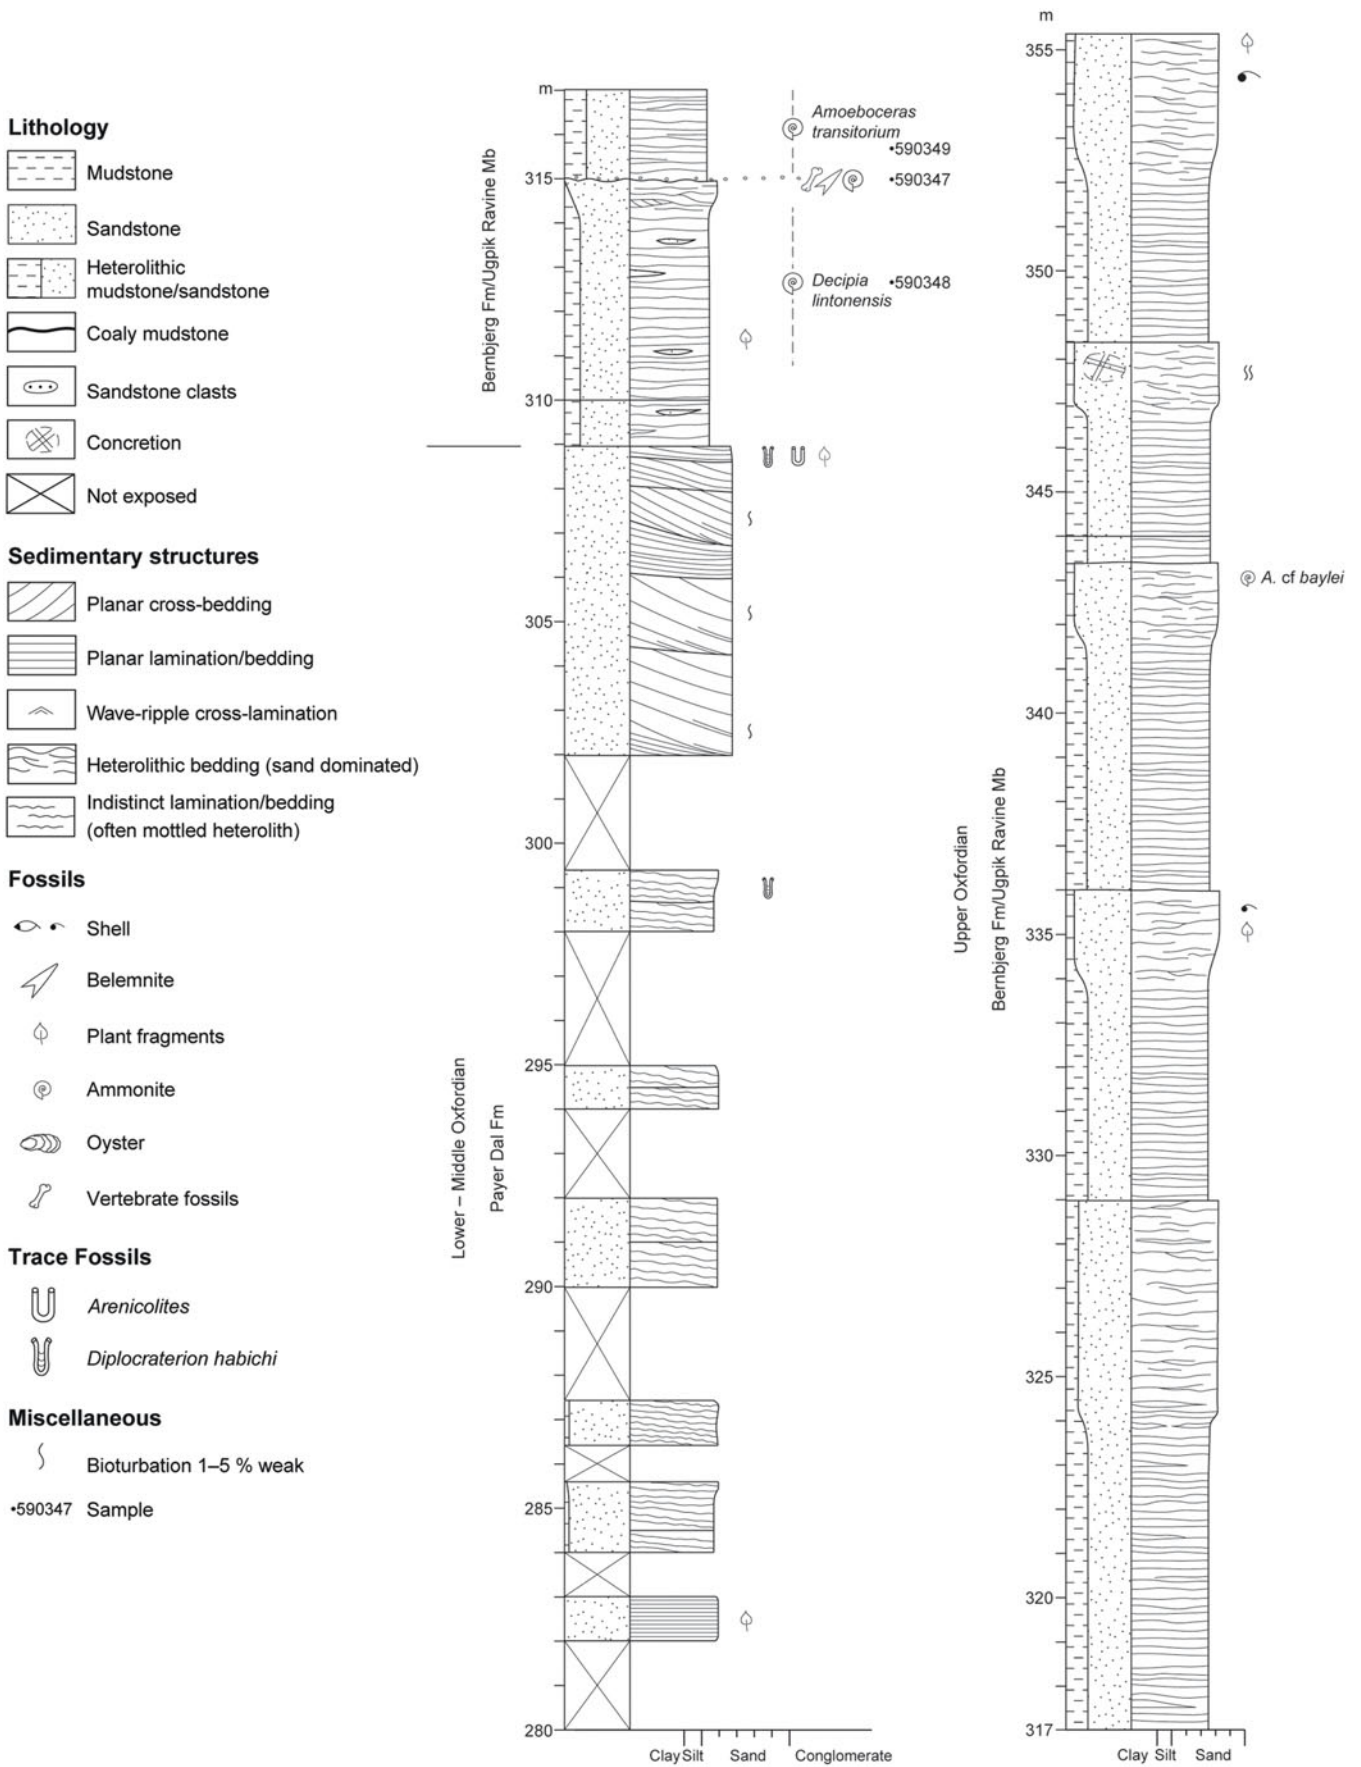 Lithology
Mudstone
Sandstone
Heterolithic
mudstone/sandstone
Coaly mudstone
Sandstone clasts
Concretion
Not exposed
Sedimentary structures
Planar cross-bedding
Planar lamination/bedding
Wave-ripple cross-lamination
Heterolithic bedding (sand dominated)
Indistinct lamination/bedding
(often mottled heterolith)
Fossils
Shell
Belemnite
Plant fragments
Ammonite
Oyster
Vertebrate fossils
Trace Fossils
Arenicolites
Diplocraterion habichi
Miscellaneous
Bioturbation 1–5 % weak
•590347 Sample
m
315
310
305
300
295
290
285
280
Bernbjerg Fm/Ugpik Ravine Mb
Lower – Middle Oxfordian
Payer Dal Fm
Amoeboceras
transitorium
•590349
•590347
Decipia •590348
lintonensis
Clay Silt Sand Conglomerate
m
355
350
345
340
335
330
325
320
317
Upper Oxfordian
Bernbjerg Fm/Ugpik Ravine Mb
A. cf baylei
Clay Silt Sand